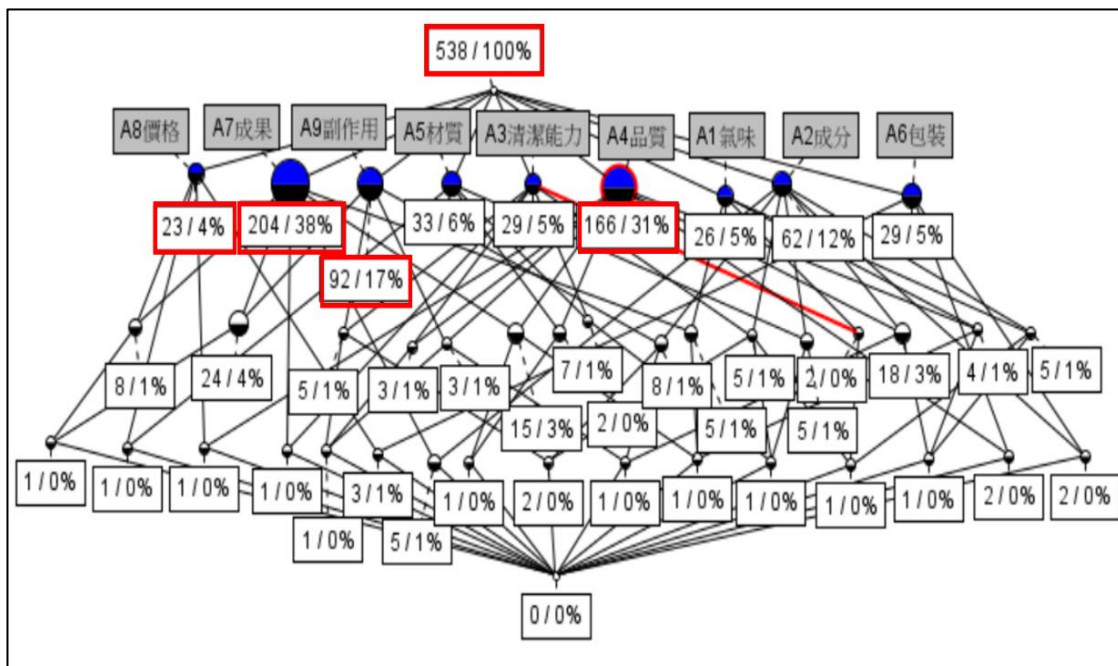 538 / 100%
A8價格
A7成果
A9副作用
A5材質
A3清潔能力
A4品質
A1氣味
A2成分
A6包裝
23 / 4%
204 / 38%
92 / 17%
33 / 6%
29 / 5%
166 / 31%
26 / 5%
62 / 12%
29 / 5%
8 / 1%
24 / 4%
5 / 1%
3 / 1%
3 / 1%
15 / 3%
7 / 1%
2 / 0%
8 / 1%
5 / 1%
5 / 1%
2 / 0%
5 / 1%
18 / 3%
4 / 1%
5 / 1%
1 / 0%
1 / 0%
1 / 0%
1 / 0%
1 / 0%
3 / 1%
5 / 1%
1 / 0%
2 / 0%
1 / 0%
1 / 0%
1 / 0%
1 / 0%
1 / 0%
2 / 0%
2 / 0%
0 / 0%